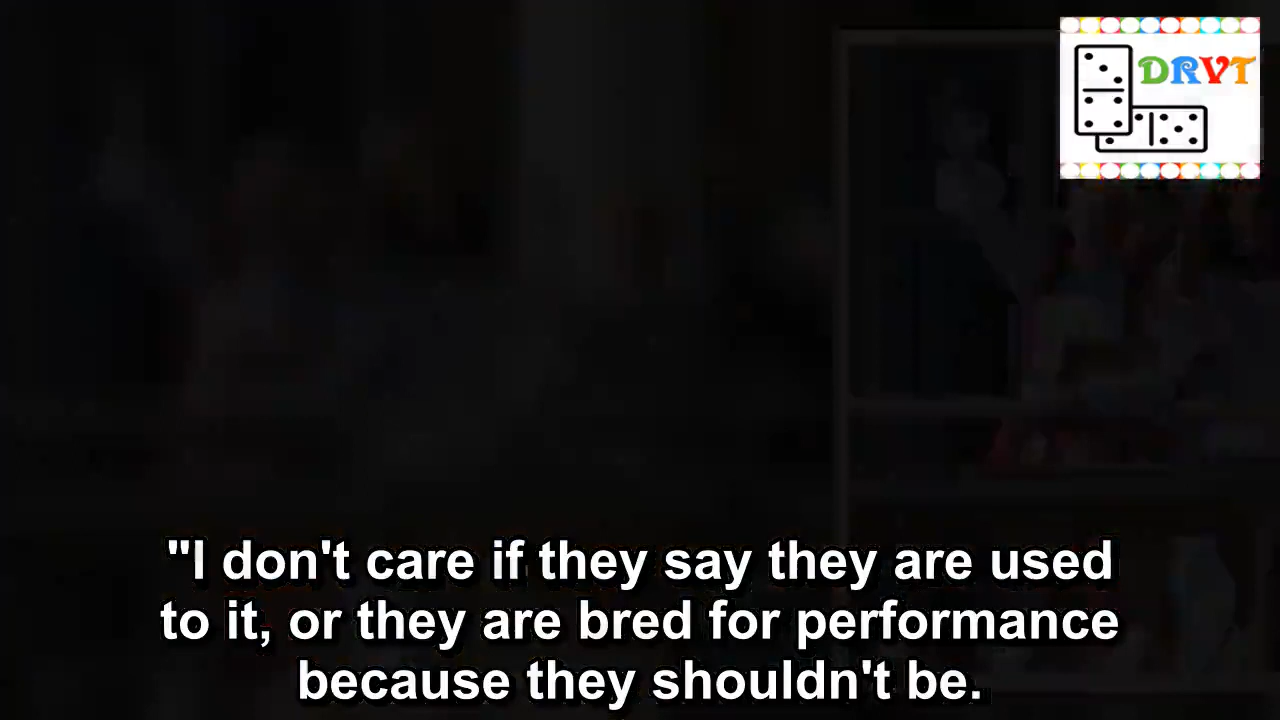 DRVT
"I don't care if they say they are used
to it, or they are bred for performance
because they shouldn't be.